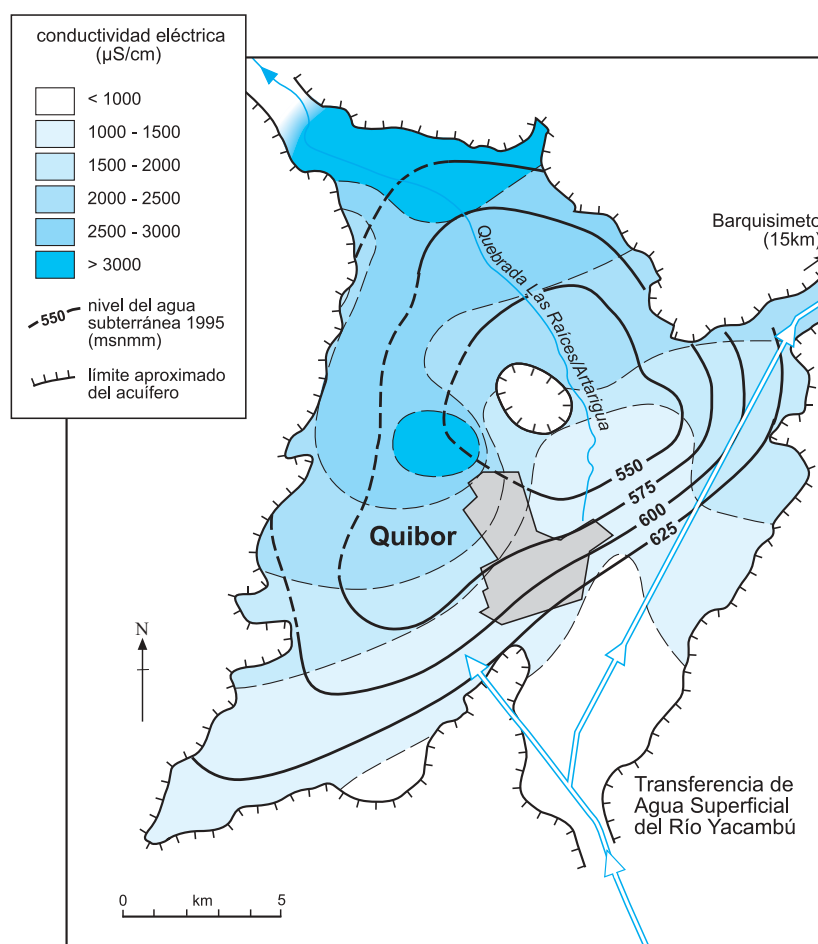 conductividad eléctrica
(µS/cm)
< 1000
1000 - 1500
1500 - 2000
2000 - 2500
2500 - 3000
> 3000
550
nivel del agua
subterránea 1995
(msnmm)
límite aproximado
del acuífero
Barquisimeto
(15km)
Quebrada Las Raíces/Artarigua
550
575
600
625
Quibor
N
Transferencia de
Agua Superficial
del Río Yacambú
0 km 5